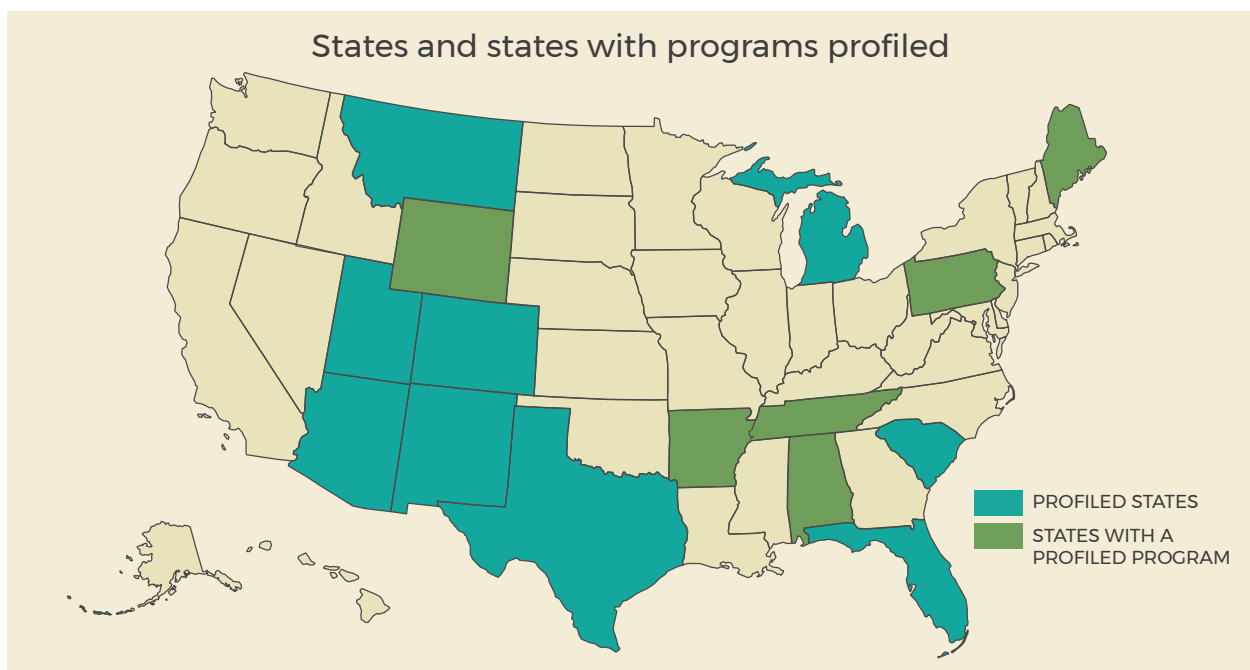 States and states with programs profiled
PROFILED STATES
STATES WITH A
PROFILED PROGRAM